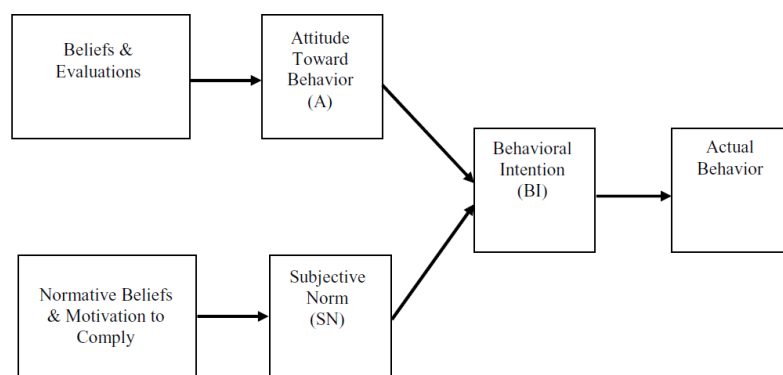 Beliefs &
Evaluations
Attitude
Toward
Behavior
(A)
Behavioral
Intention
(BI)
Actual
Behavior
Normative Beliefs
& Motivation to
Comply
Subjective
Norm
(SN)